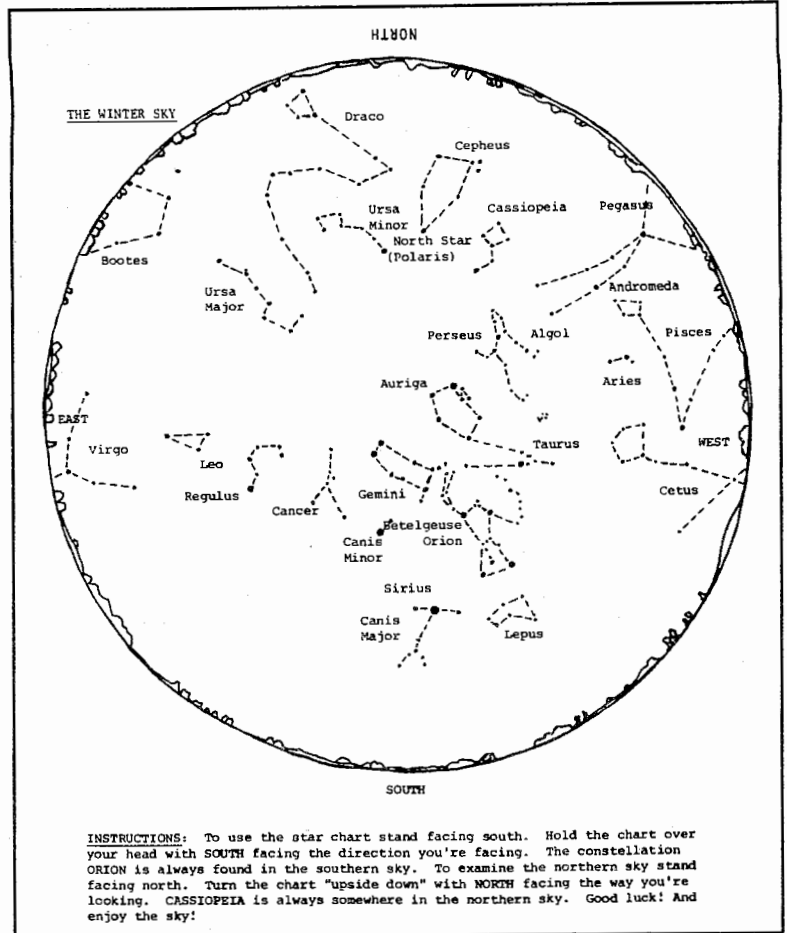 NORTH
THE WINTER SKY
Draco
Cepheus
Ursa
Minor
Cassiopeia
Pegasus
North Star
(Polaris)
Bootes
Ursa
Major
Andromeda
Perseus
Algol
Pisces
Auriga
Aries
EAST
Virgo
Leo
Taurus
WEST
Regulus
Gemini
Cetus
Cancer
Betelgeuse
Orion
Canis
Minor
Sirius
Canis
Major
Lepus
SOUTH
INSTRUCTIONS: To use the star chart stand facing south. Hold the chart over
your head with SOUTH facing the direction you're facing. The constellation
ORION is always found in the southern sky. To examine the northern sky stand
facing north. Turn the chart "upside down" with NORTH facing the way you're
looking. CASSIOPEIA is always somewhere in the northern sky. Good luck! And
enjoy the sky!